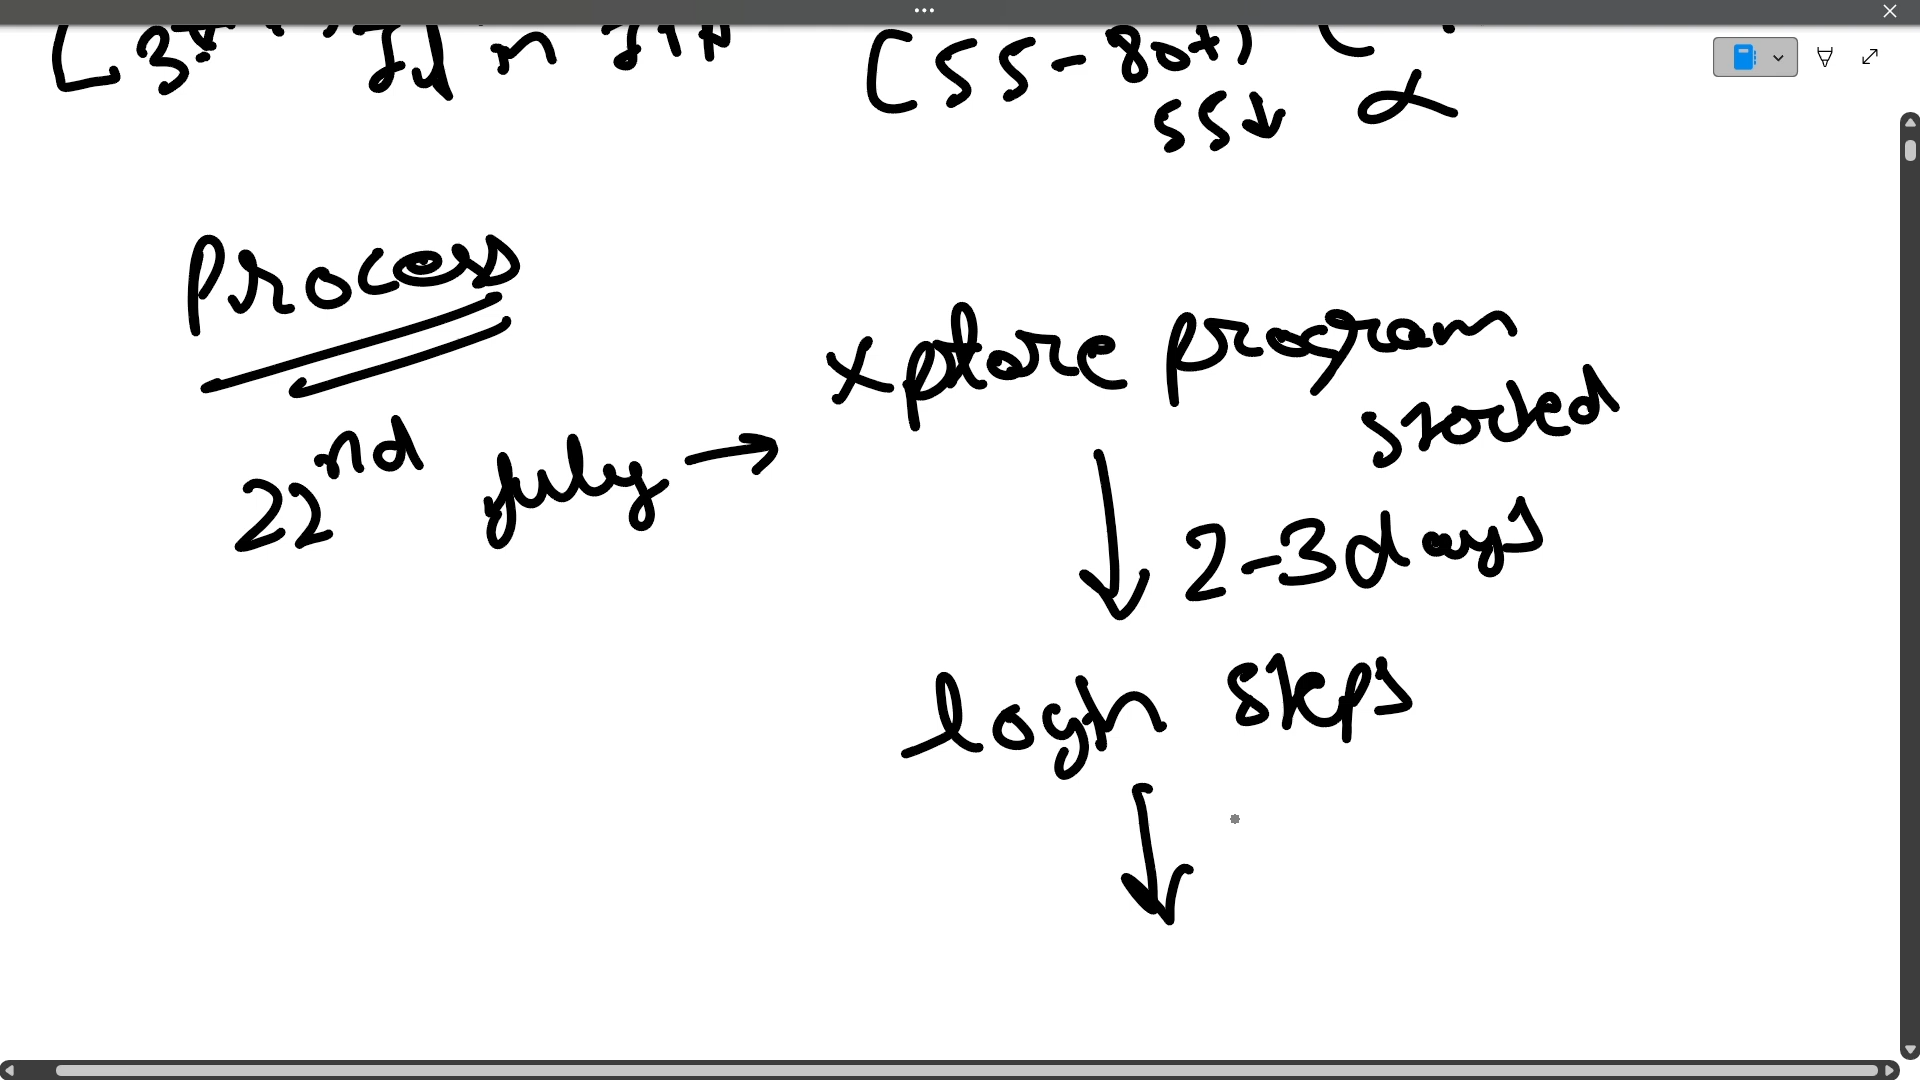 [55-80+)
55↓
Process
xplore program
started
22nd July →
2-3 days
login steps